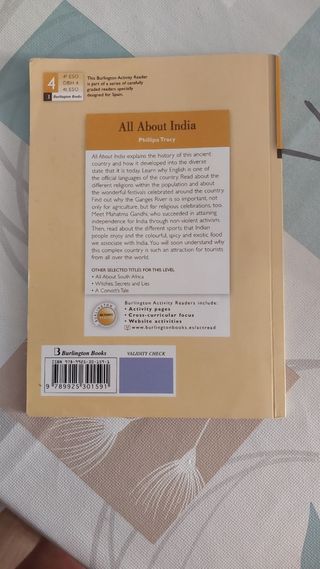 4
4º ESO
DBH 4
4t ESO
Burlington Books
This Burlington Activity Reader
is part of a series of carefully
graded readers specially
designed for Spain.
All About India
Phillipa Tracy
All About India explains the history of this ancient
country and how it developed into the diverse
state that it is today. Learn why English is one of
the official languages of the country. Read about the
different religions within the population and about
the wonderful festivals celebrated around the country.
Find out why the Ganges River is so important, not
only for agriculture, but for religious celebrations, too.
Meet Mahatma Gandhi, who succeeded in attaining
independence for India through non violent activism.
Then, read about the different sports that Indian
people enjoy and the colourful, spicy and exotic food
we associate with India. You will soon understand why
this complex country is such an attraction for tourists
from all over the world.
OTHER SELECTED TITLES FOR THIS LEVEL
• All About South Africa
• Witches, Secrets and Lies
• A Convict's Tale
Burlington Activity Readers include:
• Activity pages
• Cross-curricular focus
• Website activities
www.burlingtonbooks.es/actread
B Burlington Books
VALIDITY CHECK
ISBN 978-9925-30-159-1
9 789925 301591